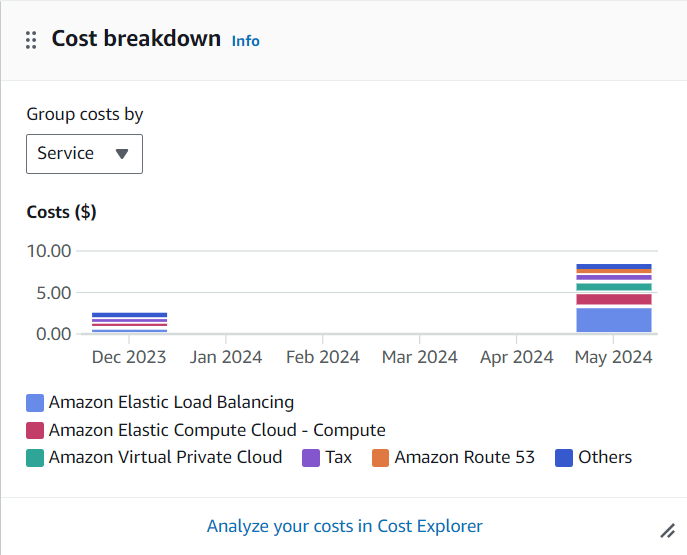 Cost breakdown Info
Group costs by
Service
Costs ($)
10.00
5.00
0.00
Dec 2023 Jan 2024 Feb 2024 Mar 2024 Apr 2024 May 2024
Amazon Elastic Load Balancing
Amazon Elastic Compute Cloud - Compute
Amazon Virtual Private Cloud Tax Amazon Route 53 Others
Analyze your costs in Cost Explorer